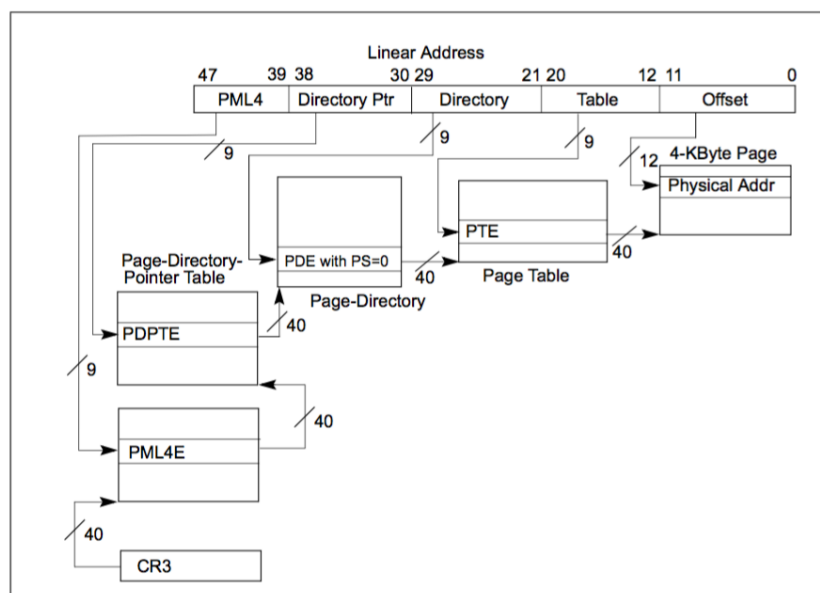 Linear Address
47 39 38 30 29 21 20 12 11 0
PML4 Directory Ptr Directory Table Offset
9 9 9 12 4-KByte Page
Physical Addr
PTE
40
Page Table
PDE with PS=0
40
Page-Directory
Page-Directory-
Pointer Table
PDPTE
40
9
40
PML4E
40
CR3